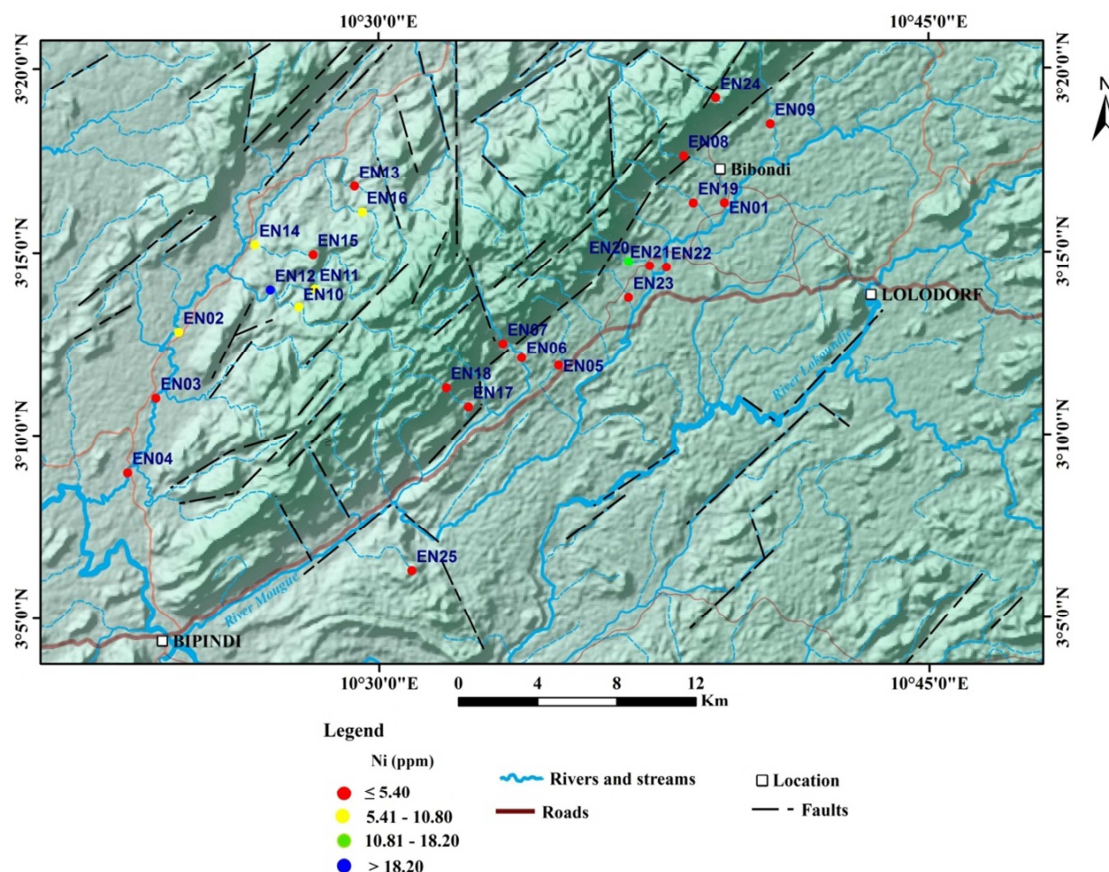 10°30'0"E
10°45'0"E
3°20'0"N
3°20'0"N
N
EN24
EN09
EN08
Bibondi
EN13
EN16
EN19
EN01
EN14
EN15
3°15'0"N
3°15'0"N
EN20
EN21
EN22
EN12
EN11
EN10
EN23
LOLODORF
EN02
EN07
EN06
EN05
River Lokoundje
EN03
EN18
EN17
3°10'0"N
3°10'0"N
EN04
EN25
River Mougue
3°5'0"N
3°5'0"N
BIPINDI
10°30'0"E
10°45'0"E
0 4 8 12
Km
Legend
Ni (ppm)
≤ 5.40
5.41 - 10.80
10.81 - 18.20
> 18.20
Rivers and streams
Roads
Location
Faults